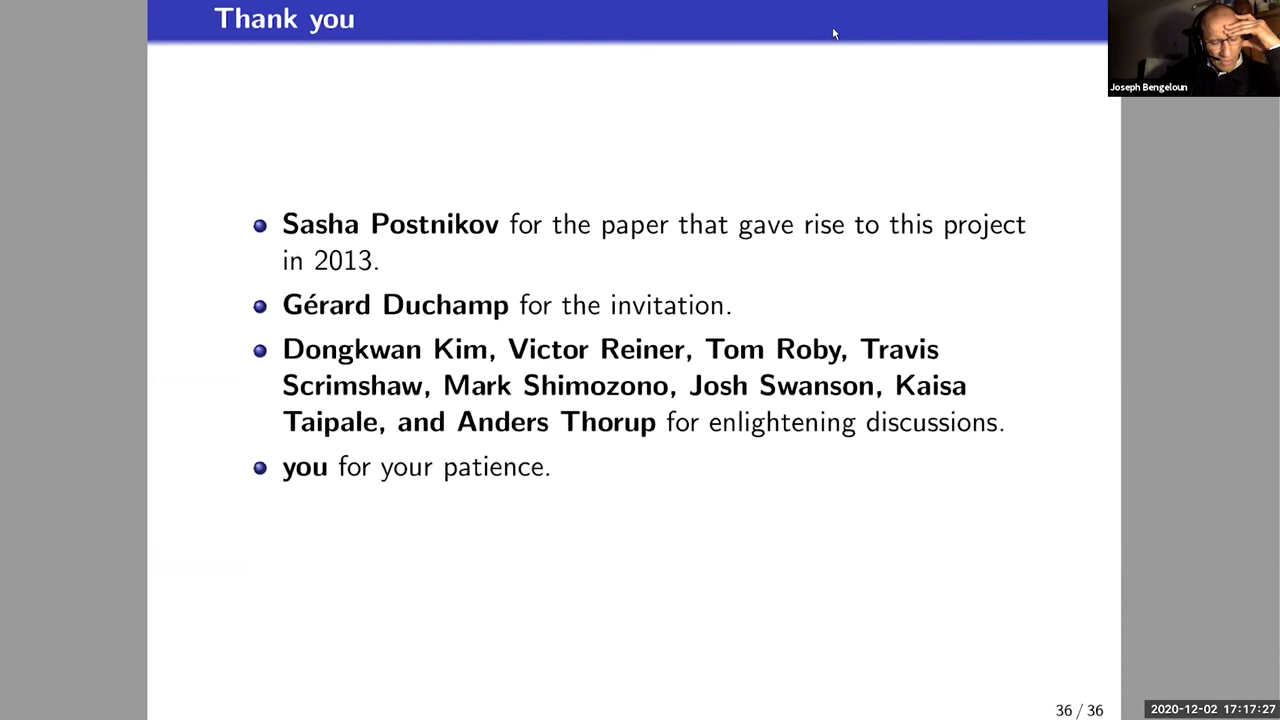 Thank you
Joseph Bengeloun
Sasha Postnikov for the paper that gave rise to this project
in 2013.
Gérard Duchamp for the invitation.
Dongkwan Kim, Victor Reiner, Tom Roby, Travis
Scrimshaw, Mark Shimozono, Josh Swanson, Kaisa
Taipale, and Anders Thorup for enlightening discussions.
you for your patience.
36 / 36
2020-12-02 17:17:27